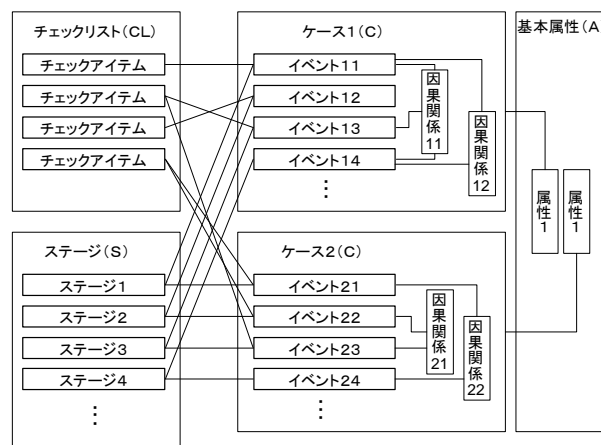 チェックリスト(CL)
チェックアイテム
チェックアイテム
チェックアイテム
チェックアイテム
ステージ(S)
ステージ1
ステージ2
ステージ3
ステージ4
⋮
ケース1(C)
イベント11
イベント12
イベント13
イベント14
⋮
因果関係11
因果関係12
ケース2(C)
イベント21
イベント22
イベント23
イベント24
⋮
因果関係21
因果関係22
基本属性(A
属性1
属性1